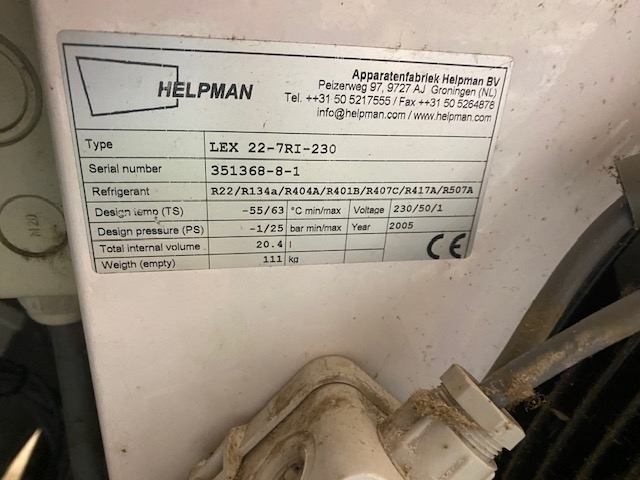 HELPMAN
Apparatenfabriek Helpman BV
Peizerweg 97, 9727 AJ Groningen (NL)
Tel. ++31 50 5217555 / Fax ++31 50 5264878
info@helpman.com / www.helpman.com
Type LEX 22-7RI-230
Serial number 351368-8-1
Refrigerant R22/R134a/R404A/R401B/R407C/R417A/R507A
Design temp (TS) -55/63 °C min/max Voltage 230/50/1
Design pressure (PS) -1/25 bar min/max Year 2005
Total internal volume 20.4 l
Weigth (empty) 111 kg
CE
M20